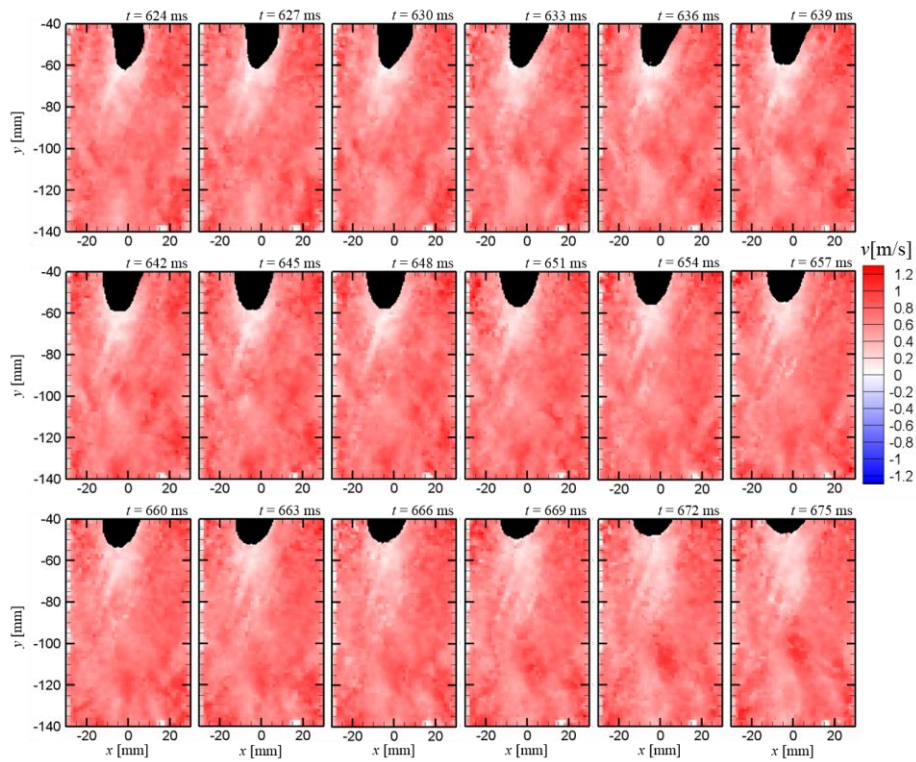 t = 624 ms t = 627 ms t = 630 ms t = 633 ms t = 636 ms t = 639 ms
-40
-60
-80
-100
-120
-140
y [mm]
-20 0 20 -20 0 20 -20 0 20 -20 0 20 -20 0 20 -20 0 20
t = 642 ms t = 645 ms t = 648 ms t = 651 ms t = 654 ms t = 657 ms
-40
-60
-80
-100
-120
-140
y [mm]
-20 0 20 -20 0 20 -20 0 20 -20 0 20 -20 0 20 -20 0 20
v[m/s]
1.2
1
0.8
0.6
0.4
0.2
0
-0.2
-0.4
-0.6
-0.8
-1
-1.2
t = 660 ms t = 663 ms t = 666 ms t = 669 ms t = 672 ms t = 675 ms
-40
-60
-80
-100
-120
-140
y [mm]
-20 0 20 -20 0 20 -20 0 20 -20 0 20 -20 0 20 -20 0 20
x [mm] x [mm] x [mm] x [mm] x [mm] x [mm]